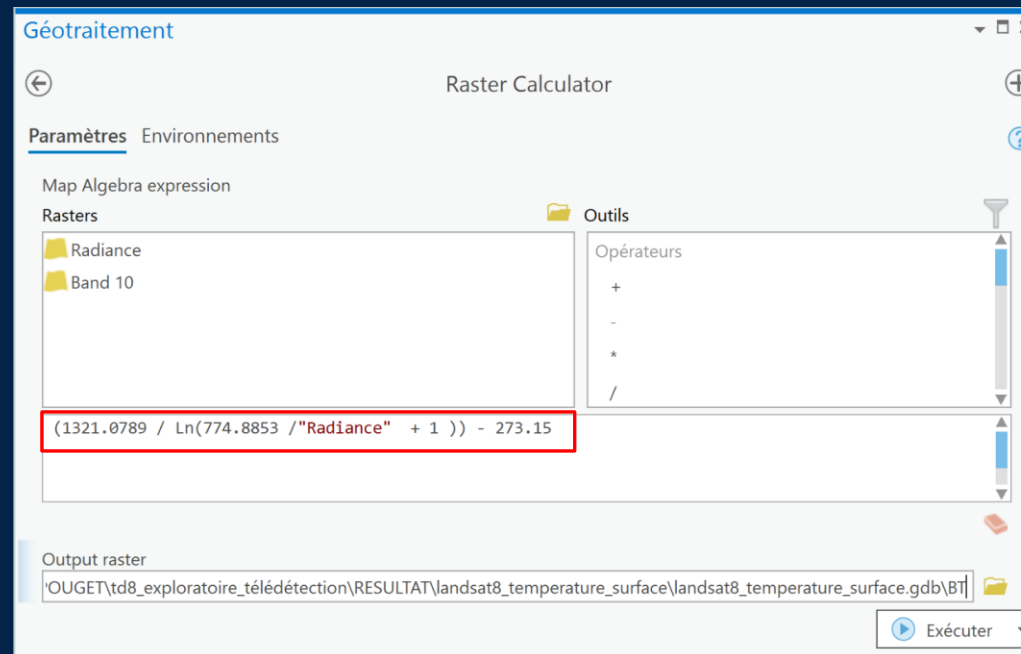 Géotraitement
Raster Calculator
Paramètres Environnements
Map Algebra expression
Rasters
Outils
Radiance
Band 10
Opérateurs
+
-
*
/
(1321.0789 / Ln(774.8853 /"Radiance" + 1 )) - 273.15
Output raster
'OUGET\td8_exploratoire_télédétection\RESULTAT\landsat8_temperature_surface\landsat8_temperature_surface.gdb\BT
Exécuter